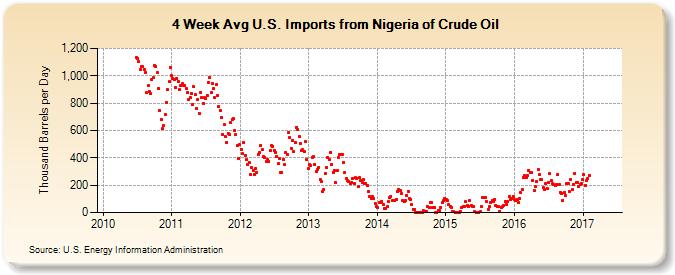 4 Week Avg U.S. Imports from Nigeria of Crude Oil
Thousand Barrels per Day
1,200
1,000
800
600
400
200
0
2010 2011 2012 2013 2014 2015 2016 2017
Source: U.S. Energy Information Administration